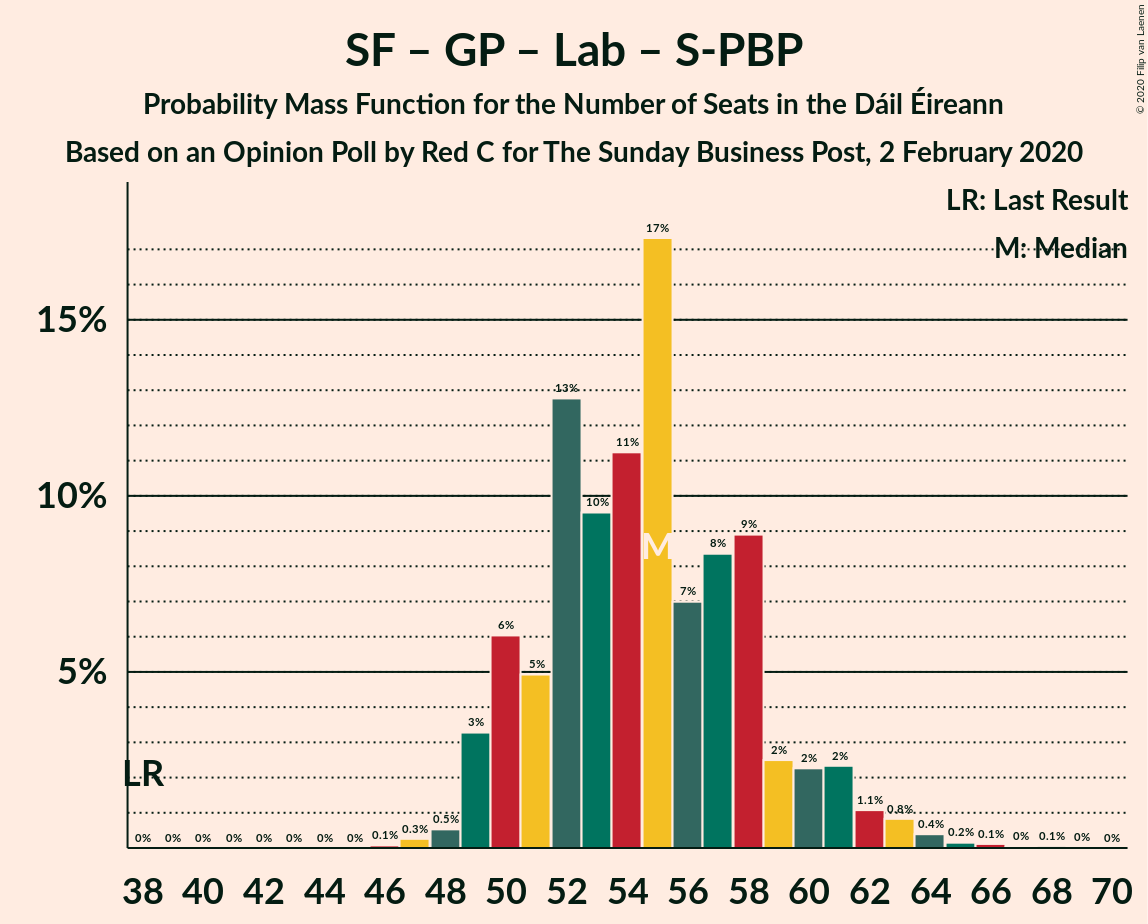 SF – GP – Lab – S-PBP
Probability Mass Function for the Number of Seats in the Dáil Éireann
Based on an Opinion Poll by Red C for The Sunday Business Post, 2 February 2020
© 2020 Filip van Laenen
LR: Last Result
M: Median
17%
15%
13%
11%
10%
10%
9%
M
8%
7%
6%
5%
5%
3%
LR
2%
2%
2%
1.1%
0.8%
0.5%
0.4%
0.3%
0.2%
0% 0% 0% 0% 0% 0% 0% 0% 0.1% 0.1% 0% 0.1% 0% 0%
38 40 42 44 46 48 50 52 54 56 58 60 62 64 66 68 70